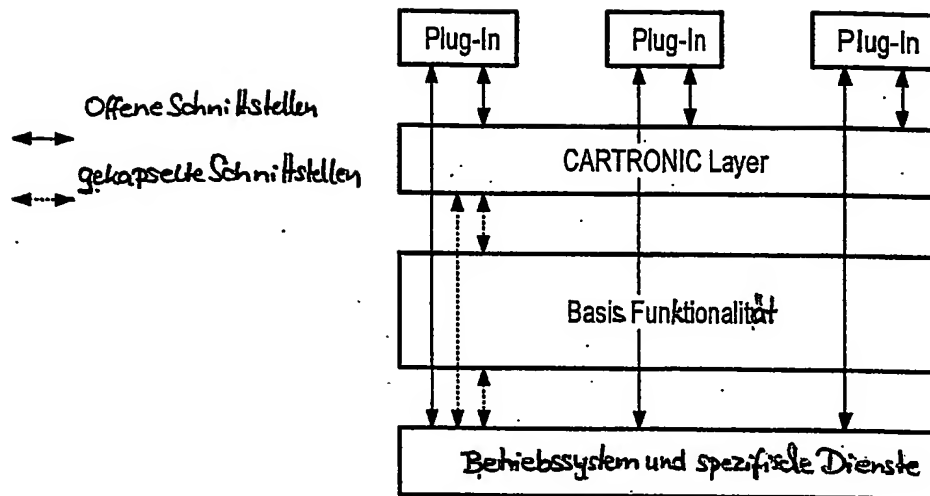 Plug-In Plug-In Plug-In
Offene Schnittstellen
gekapselte Schnittstellen
CARTRONIC Layer
Basis Funktionalität
Betriebssystem und spezifische Dienste